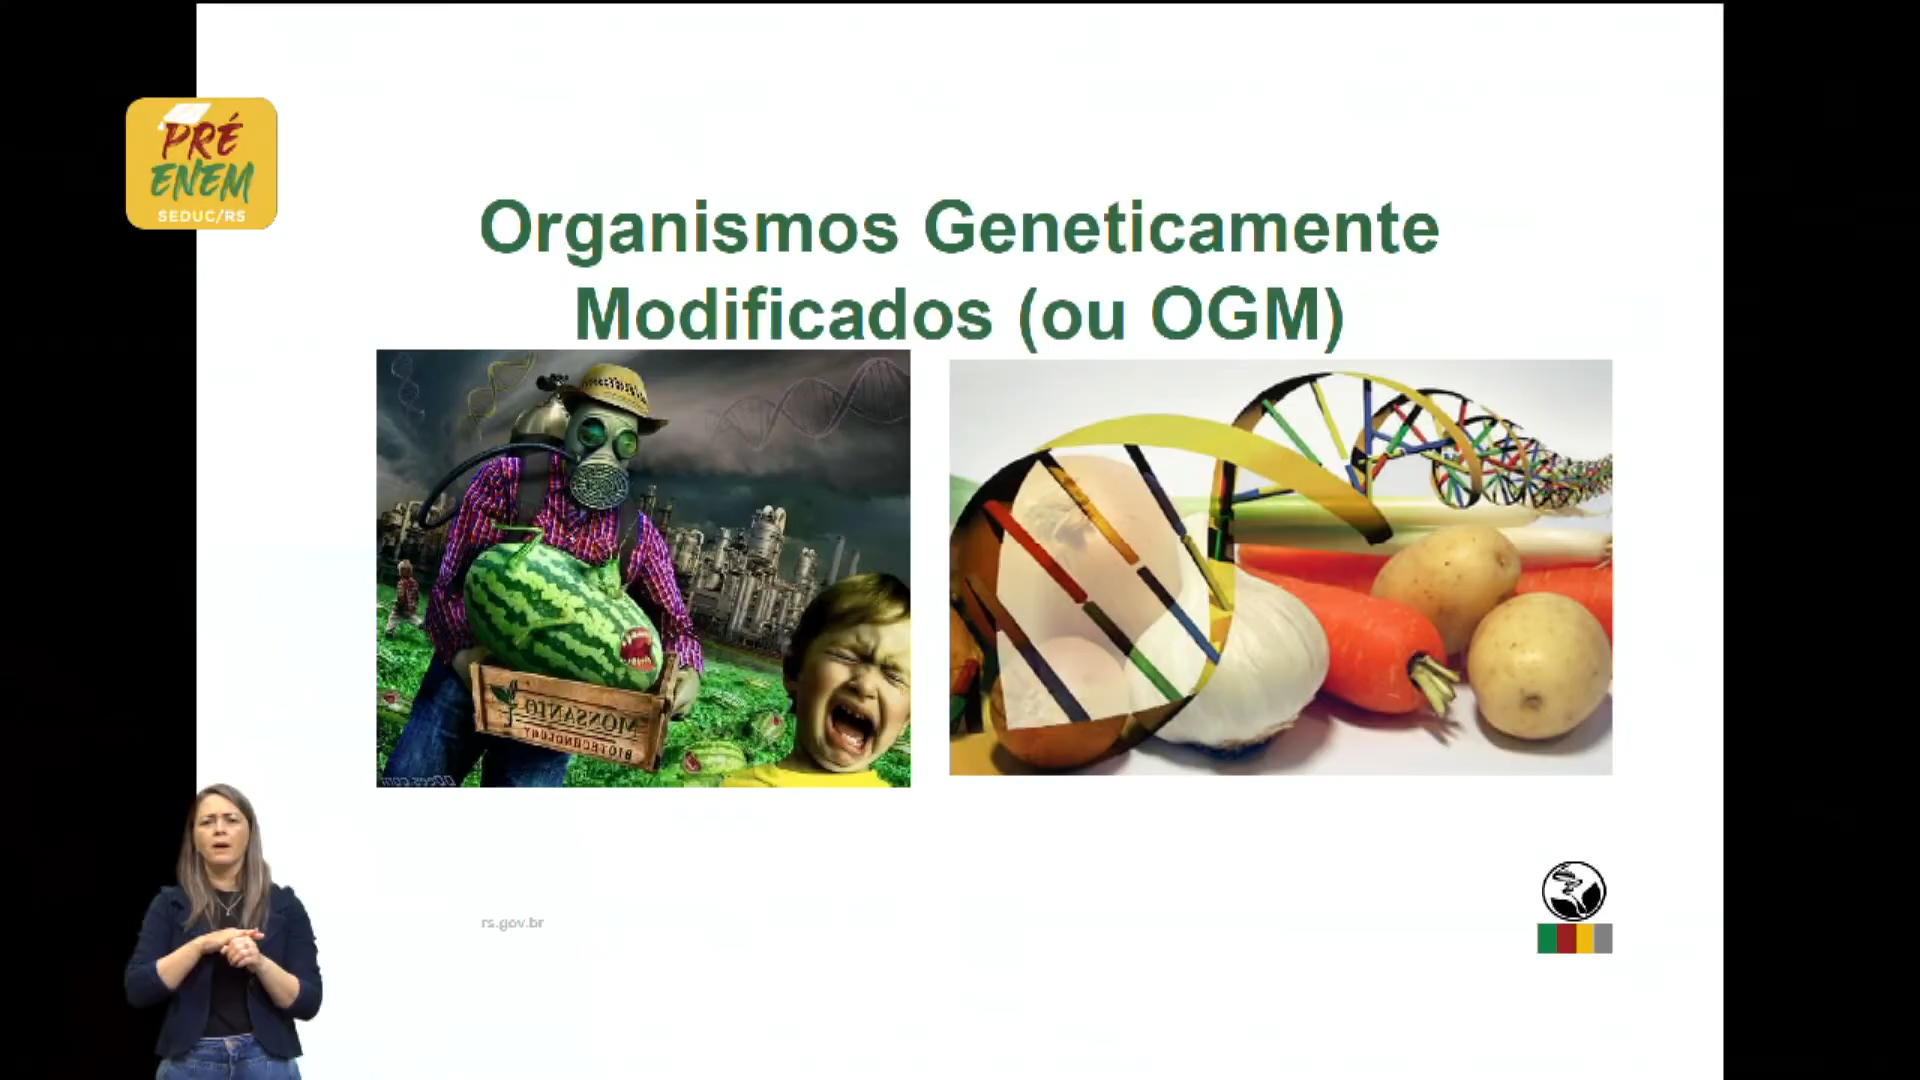 PRÉ
ENEM
SEDUC/RS
Organismos Geneticamente
Modificados (ou OGM)
MONSANTO
BIOTECHNOLOGY
rs.gov.br